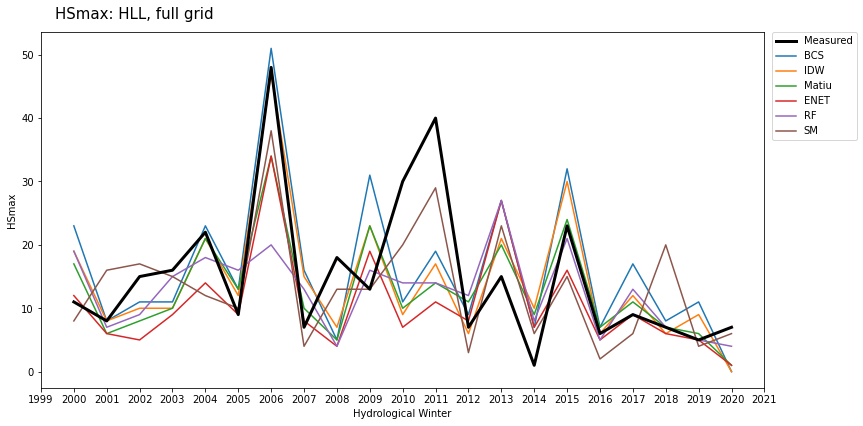 HSmax: HLL, full grid
Measured
BCS
IDW
Matiu
ENET
RF
SM
50
40
30
20
10
0
HSmax
1999 2000 2001 2002 2003 2004 2005 2006 2007 2008 2009 2010 2011 2012 2013 2014 2015 2016 2017 2018 2019 2020 2021
Hydrological Winter